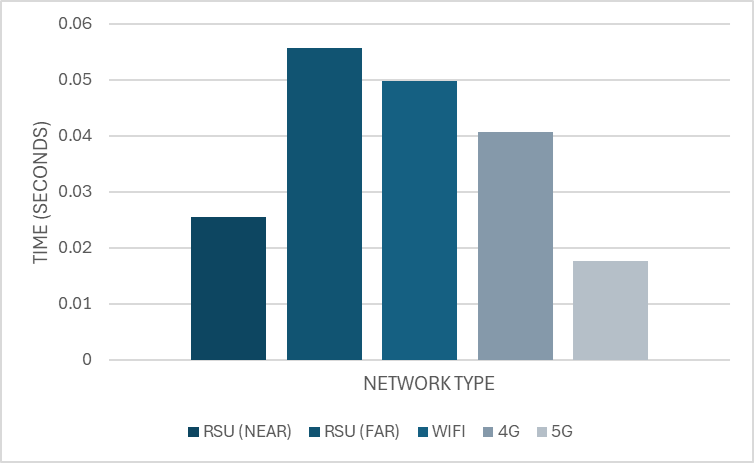 0.06
0.05
0.04
0.03
0.02
0.01
0
TIME (SECONDS)
NETWORK TYPE
RSU (NEAR) RSU (FAR) WIFI 4G 5G